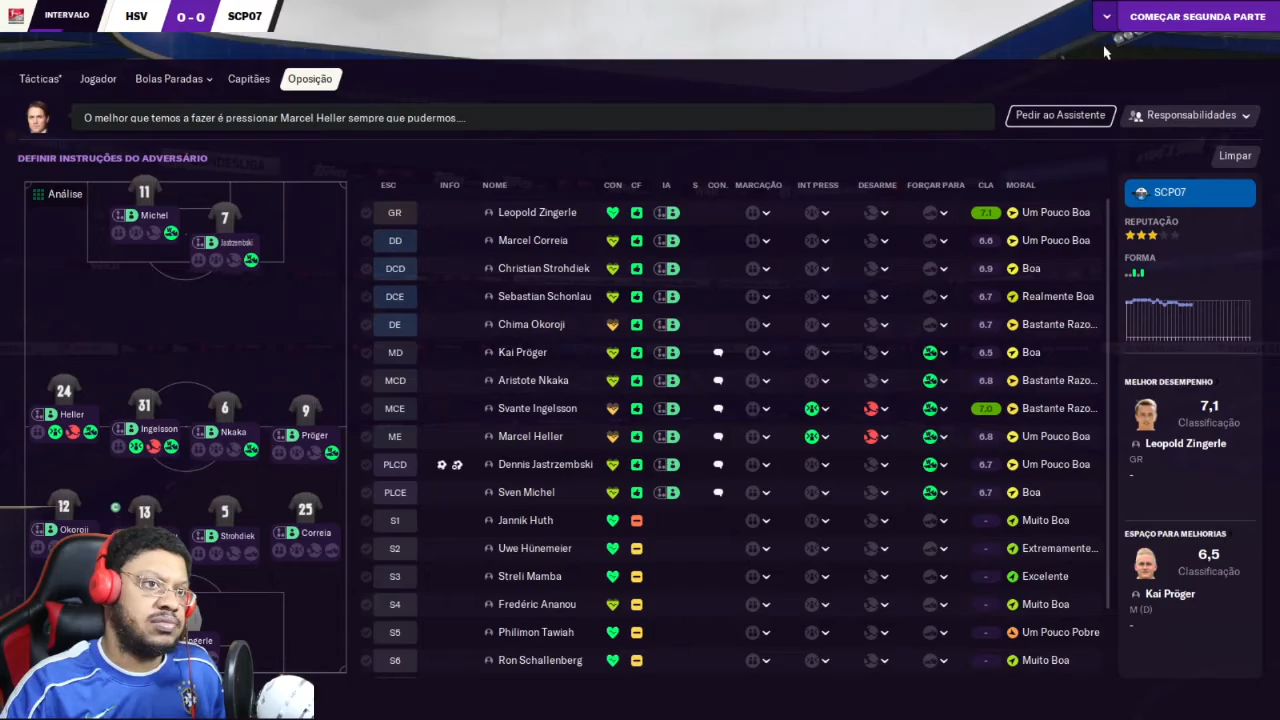 INTERVALO
HSV
0 - 0
SCP07
COMEÇAR SEGUNDA PARTE
Tácticas*
Jogador
Bolas Paradas
Capitães
Oposição
O melhor que temos a fazer é pressionar Marcel Heller sempre que pudermos....
Pedir ao Assistente
Responsabilidades
DEFINIR INSTRUÇÕES DO ADVERSÁRIO
Limpar
Análise
11
Michel
7
Jastrzembski
24
Heller
31
Ingelsson
6
Nkaka
9
Pröger
12
Okoroji
13
5
Strohdiek
25
Correia
ESC INFO NOME CON CF IA S CON. MARCAÇÃO INT PRESS DESARME FORÇAR PARA CLA MORAL
GR Leopold Zingerle 7.1 Um Pouco Boa
DD Marcel Correia 6.6 Um Pouco Boa
DCD Christian Strohdiek 6.9 Boa
DCE Sebastian Schonlau 6.7 Realmente Boa
DE Chima Okoroji 6.7 Bastante Razo...
MD Kai Pröger 6.5 Boa
MCD Aristote Nkaka 6.8 Bastante Razo...
MCE Svante Ingelsson 7.0 Bastante Razo...
ME Marcel Heller 6.8 Um Pouco Boa
PLCD Dennis Jastrzembski 6.7 Um Pouco Boa
PLCE Sven Michel 6.7 Boa
S1 Jannik Huth - Muito Boa
S2 Uwe Hünemeier - Extremamente...
S3 Streli Mamba - Excelente
S4 Frederic Ananou - Muito Boa
S5 Philimon Tawiah - Um Pouco Pobre
S6 Ron Schallenberg - Muito Boa
SCP07
REPUTAÇÃO
FORMA
MELHOR DESEMPENHO
7,1
Classificação
Leopold Zingerle
GR
-
ESPAÇO PARA MELHORIAS
6,5
Classificação
Kai Pröger
M (D)
-